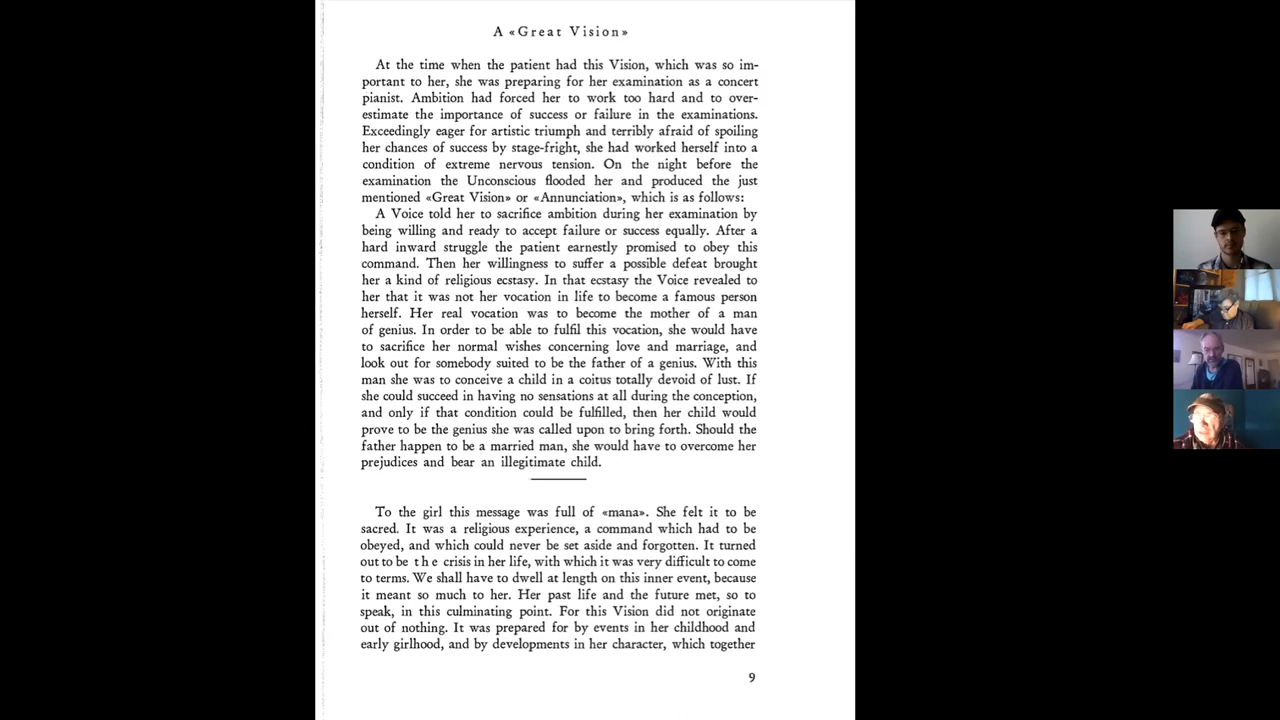 A «Great Vision»
At the time when the patient had this Vision, which was so im-
portant to her, she was preparing for her examination as a concert
pianist. Ambition had forced her to work too hard and to over-
estimate the importance of success or failure in the examinations.
Exceedingly eager for artistic triumph and terribly afraid of spoiling
her chances of success by stage-fright, she had worked herself into a
condition of extreme nervous tension. On the night before the
examination the Unconscious flooded her and produced the just
mentioned «Great Vision» or «Annunciation», which is as follows:
A Voice told her to sacrifice ambition during her examination by
being willing and ready to accept failure or success equally. After a
hard inward struggle the patient earnestly promised to obey this
command. Then her willingness to suffer a possible defeat brought
her a kind of religious ecstasy. In that ecstasy the Voice revealed to
her that it was not her vocation in life to become a famous person
herself. Her real vocation was to become the mother of a man
of genius. In order to be able to fulfil this vocation, she would have
to sacrifice her normal wishes concerning love and marriage, and
look out for somebody suited to be the father of a genius. With this
man she was to conceive a child in a coitus totally devoid of lust. If
she could succeed in having no sensations at all during the conception,
and only if that condition could be fulfilled, then her child would
prove to be the genius she was called upon to bring forth. Should the
father happen to be a married man, she would have to overcome her
prejudices and bear an illegitimate child.
To the girl this message was full of «mana». She felt it to be
sacred. It was a religious experience, a command which had to be
obeyed, and which could never be set aside and forgotten. It turned
out to be t h e crisis in her life, with which it was very difficult to come
to terms. We shall have to dwell at length on this inner event, because
it meant so much to her. Her past life and the future met, so to
speak, in this culminating point. For this Vision did not originate
out of nothing. It was prepared for by events in her childhood and
early girlhood, and by developments in her character, which together
9